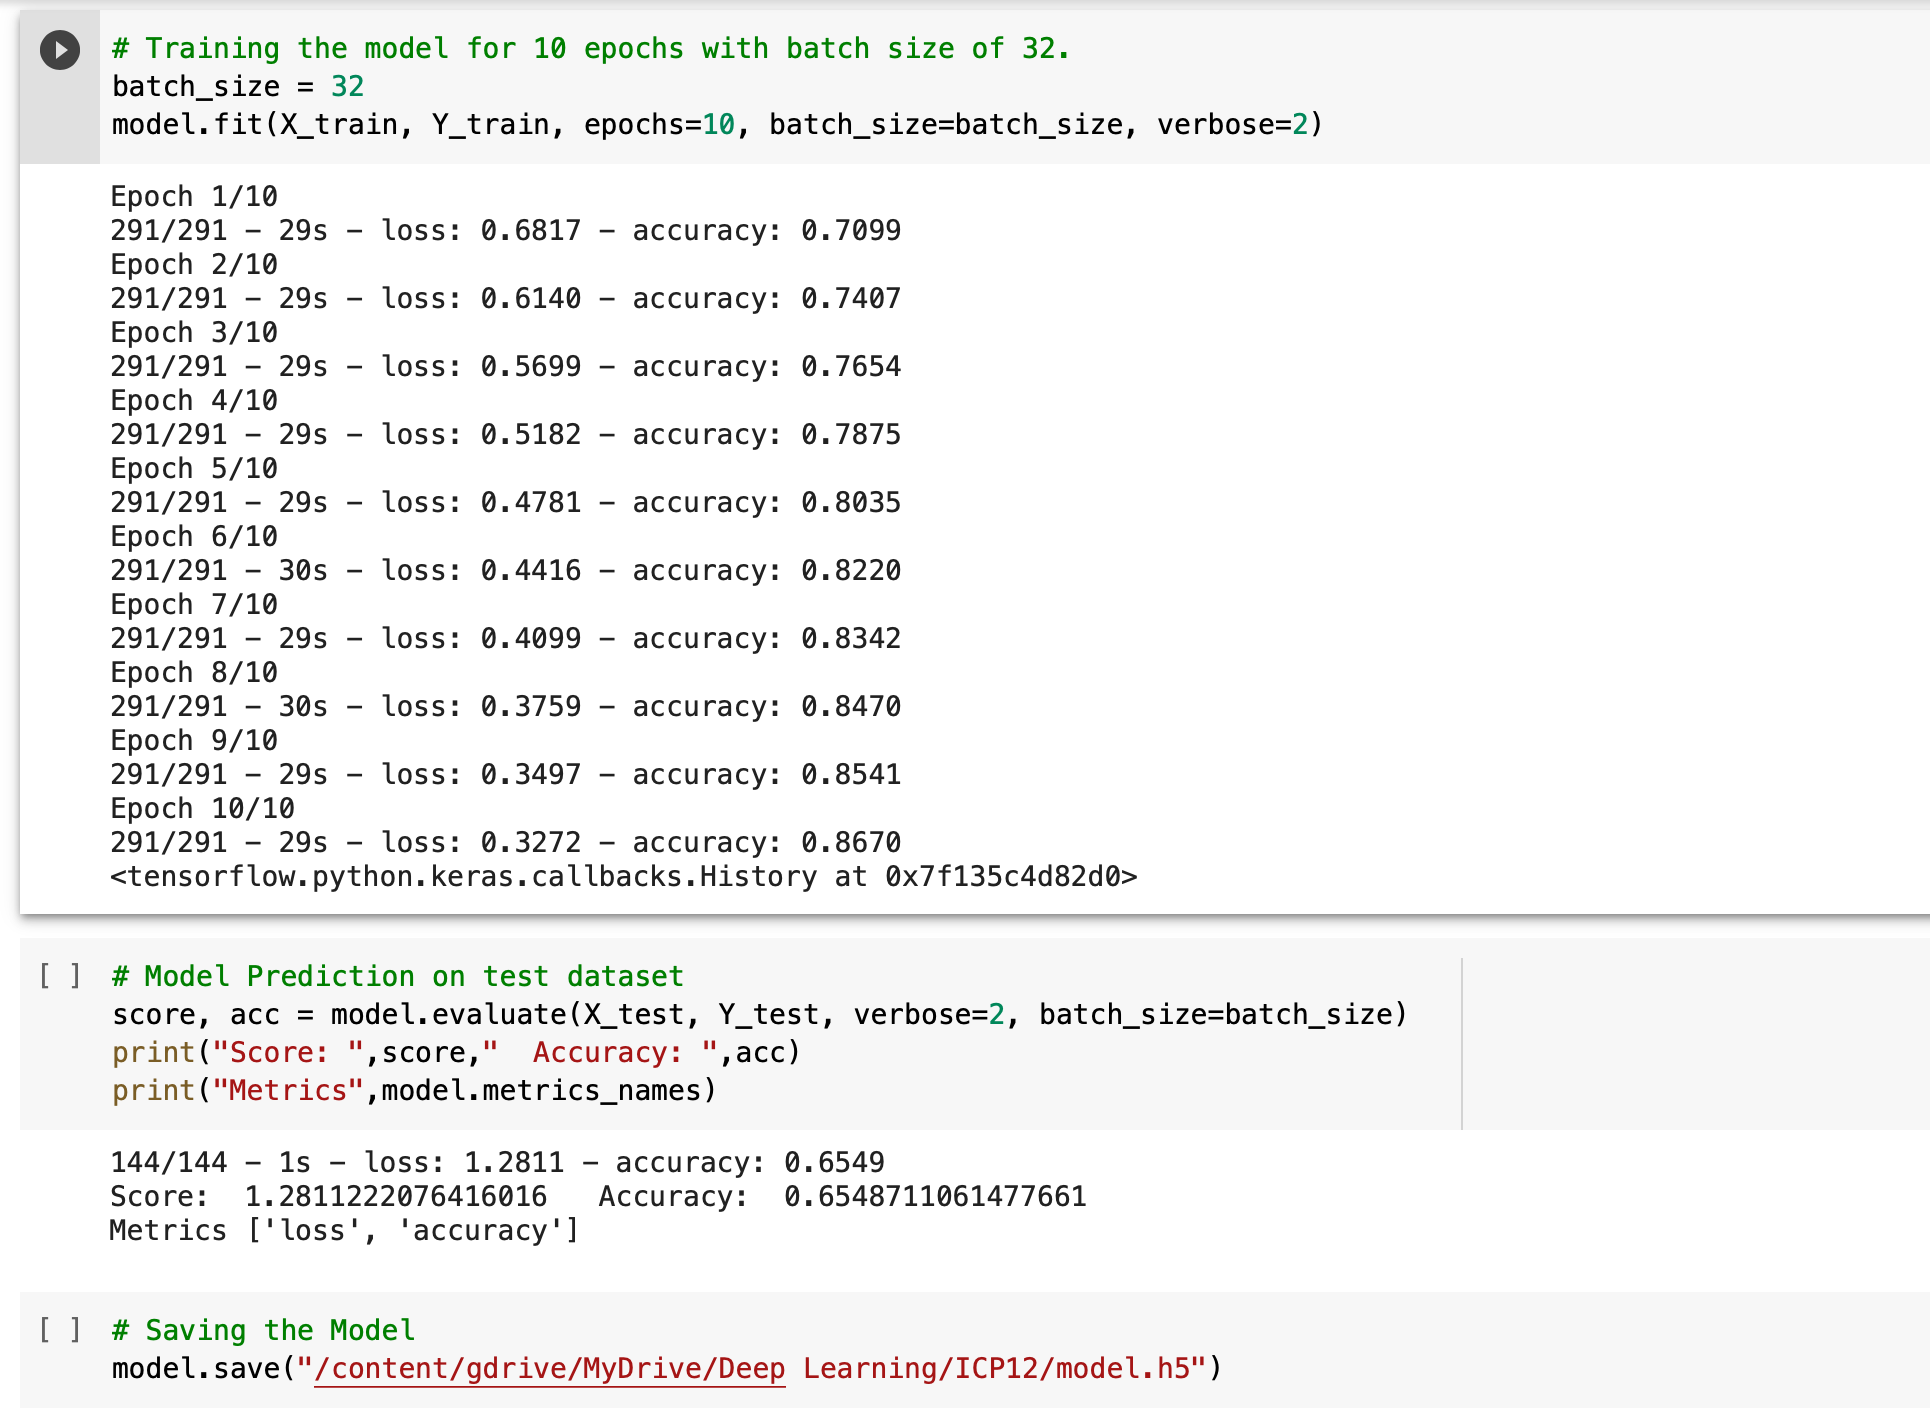 # Training the model for 10 epochs with batch size of 32.
batch_size = 32
model.fit(X_train, Y_train, epochs=10, batch_size=batch_size, verbose=2)
Epoch 1/10
291/291 - 29s - loss: 0.6817 - accuracy: 0.7099
Epoch 2/10
291/291 - 29s - loss: 0.6140 - accuracy: 0.7407
Epoch 3/10
291/291 - 29s - loss: 0.5699 - accuracy: 0.7654
Epoch 4/10
291/291 - 29s - loss: 0.5182 - accuracy: 0.7875
Epoch 5/10
291/291 - 29s - loss: 0.4781 - accuracy: 0.8035
Epoch 6/10
291/291 - 30s - loss: 0.4416 - accuracy: 0.8220
Epoch 7/10
291/291 - 29s - loss: 0.4099 - accuracy: 0.8342
Epoch 8/10
291/291 - 30s - loss: 0.3759 - accuracy: 0.8470
Epoch 9/10
291/291 - 29s - loss: 0.3497 - accuracy: 0.8541
Epoch 10/10
291/291 - 29s - loss: 0.3272 - accuracy: 0.8670
<tensorflow.python.keras.callbacks.History at 0x7f135c4d82d0>
[ ] # Model Prediction on test dataset
score, acc = model.evaluate(X_test, Y_test, verbose=2, batch_size=batch_size)
print("Score: ",score,"  Accuracy: ",acc)
print("Metrics",model.metrics_names)
144/144 - 1s - loss: 1.2811 - accuracy: 0.6549
Score:  1.2811222076416016   Accuracy:  0.6548711061477661
Metrics ['loss', 'accuracy']
[ ] # Saving the Model
model.save("/content/gdrive/MyDrive/Deep Learning/ICP12/model.h5")